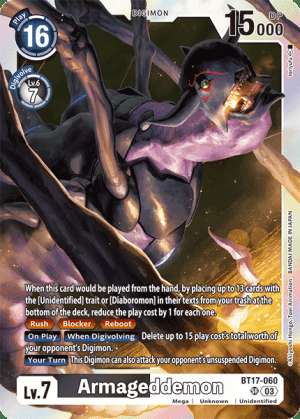 Play
16
DIGIMON
15000
DP
Digivolve
Lv.6
7
When this card would be played from the hand, by placing up to 13 cards with
the [Unidentified] trait or [Diaboromon] in their texts from your trash at the
bottom of the deck, reduce the play cost by 1 for each one.
Rush Blocker Reboot
On Play When Digivolving Delete up to 15 play cost's total worth of
your opponent's Digimon.
Your Turn This Digimon can also attack your opponent's unsuspended Digimon.
BT17-060
Lv.7
Armageddemon
SR 03
Mega Unknown Unidentified